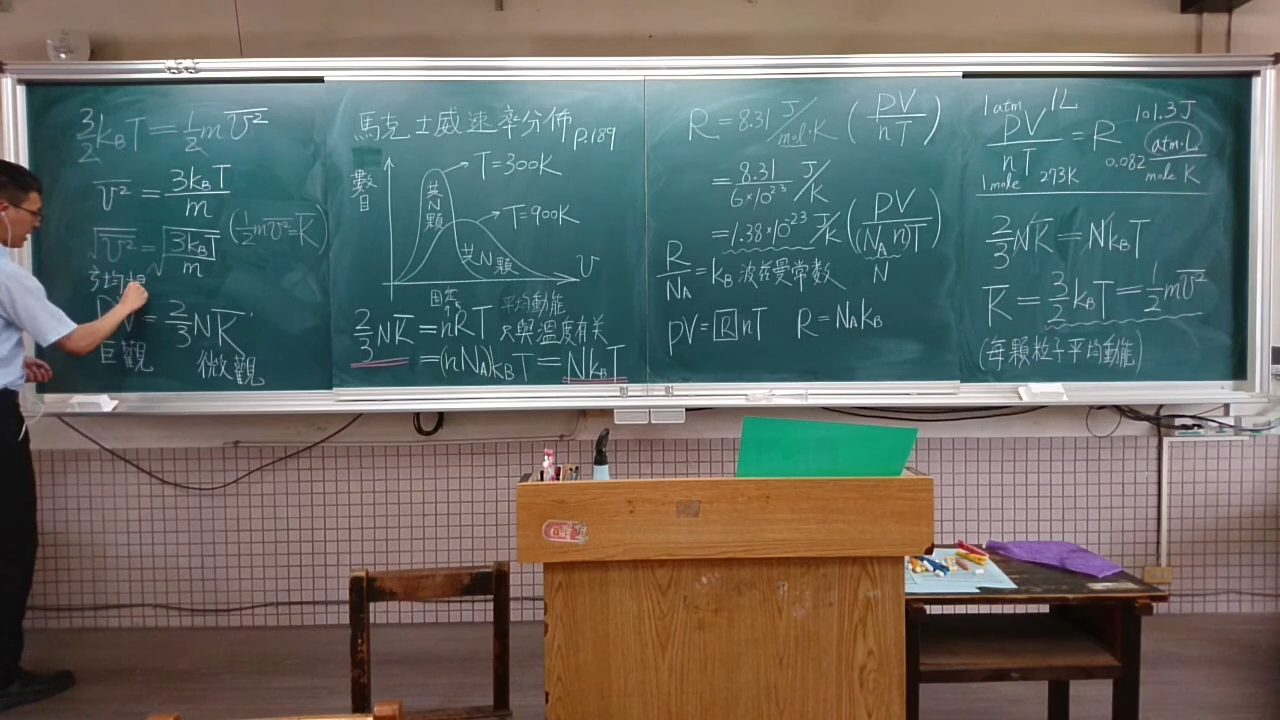 3/2 k_B T = 1/2 m v̅²
v̅² = 3k_B T / m
√v̅² = √(3k_B T / m) (1/2 m v̅² = K̅)
方均根
PV = 2/3 N K̅
巨觀 微觀
馬克士威速率分佈 P.189
數目
T=300K
共N顆
T=900K
共N顆
v
平均動能
2/3 N K̅ = nRT 只與溫度有关
= (nN_A)k_B T = N k_B T
R = 8.31 J/mol·K (PV/nT)
= 8.31/6×10²³ J/K
= 1.38×10⁻²³ J/K (PV/(N_A n)T)
N
R/N_A = k_B 波茲曼常數
PV = R nT R = N_A k_B
1atm 1L 101.3J
PV/nT = R 0.082 atm·L/mole K
1mole 273K
2/3 N K̅ = N k_B T
K̅ = 3/2 k_B T = 1/2 m v̅²
(每顆粒子平均動能)